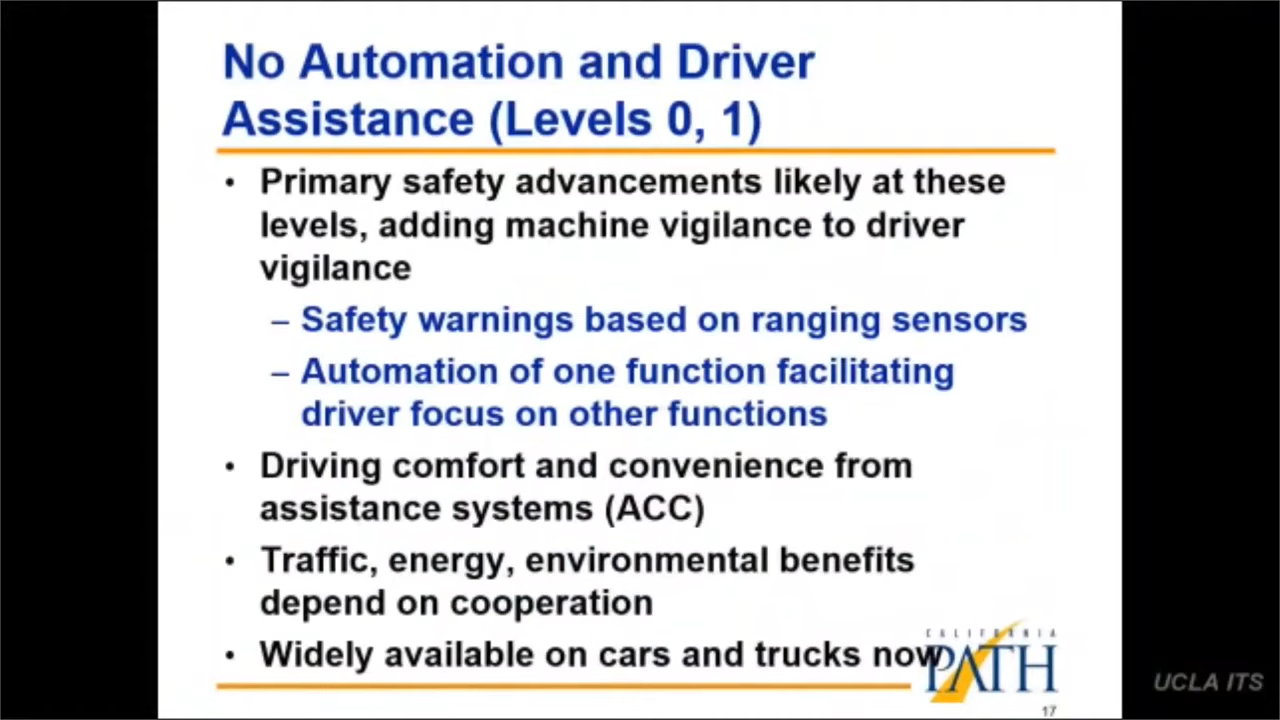 No Automation and Driver
Assistance (Levels 0, 1)
• Primary safety advancements likely at these
levels, adding machine vigilance to driver
vigilance
– Safety warnings based on ranging sensors
– Automation of one function facilitating
driver focus on other functions
• Driving comfort and convenience from
assistance systems (ACC)
• Traffic, energy, environmental benefits
depend on cooperation
• Widely available on cars and trucks now
CALIFORNIA
PATH
17
UCLA ITS